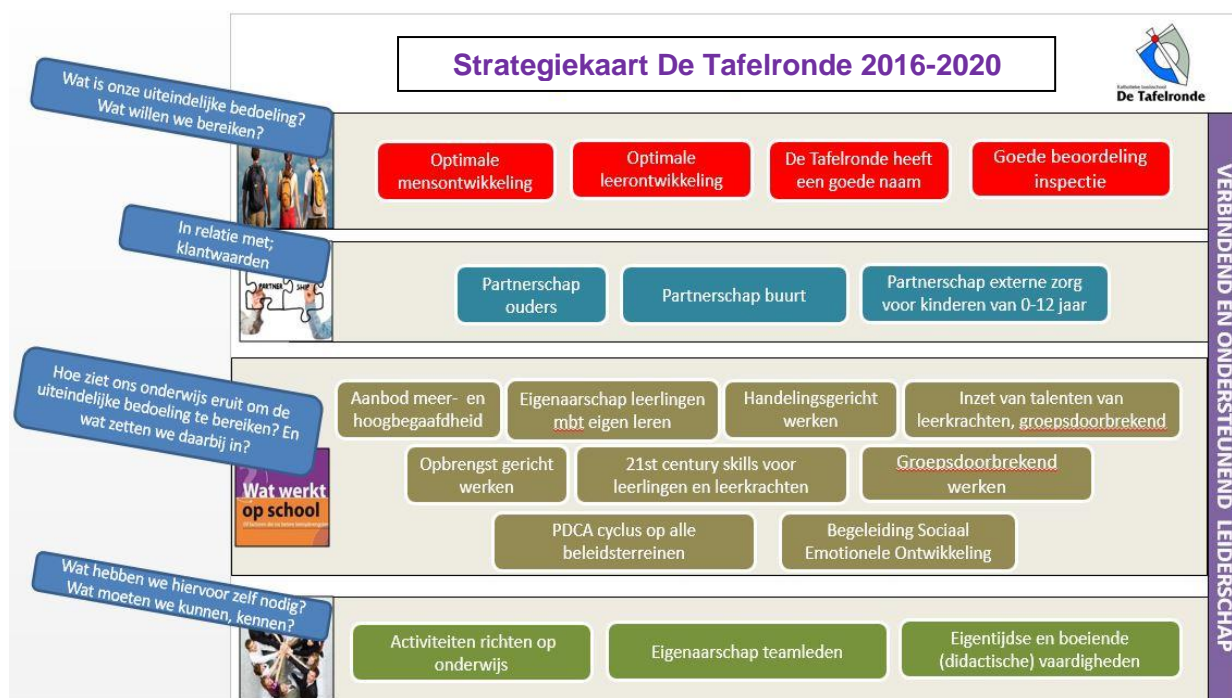 Strategiekaart De Tafelronde 2016-2020
De Tafelronde
Wat is onze uiteindelijke bedoeling?
Wat willen we bereiken?
Optimale
mensontwikkeling
Optimale
leerontwikkeling
De Tafelronde heeft
een goede naam
Goede beoordeling
inspectie
In relatie met;
klantwaarden
PARTNER SHIP
Partnerschap
ouders
Partnerschap buurt
Partnerschap externe zorg
voor kinderen van 0-12 jaar
Hoe ziet ons onderwijs eruit om de
uiteindelijke bedoeling te bereiken? En
wat zetten we daarbij in?
Wat werkt
op school
Aanbod meer- en
hoogbegaafdheid
Eigenaarschap leerlingen
mbt eigen leren
Handelingsgericht
werken
Inzet van talenten van
leerkrachten, groepsdoorbrekend
Opbrengst gericht
werken
21st century skills voor
leerlingen en leerkrachten
Groepsdoorbrekend
werken
PDCA cyclus op alle
beleidsterreinen
Begeleiding Sociaal
Emotionele Ontwikkeling
Wat hebben we hiervoor zelf nodig?
Wat moeten we kunnen, kennen?
Activiteiten richten op
onderwijs
Eigenaarschap teamleden
Eigentijdse en boeiende
(didactische) vaardigheden
VERBINDEND EN ONDERSTEUNEND LEIDERSCHAP